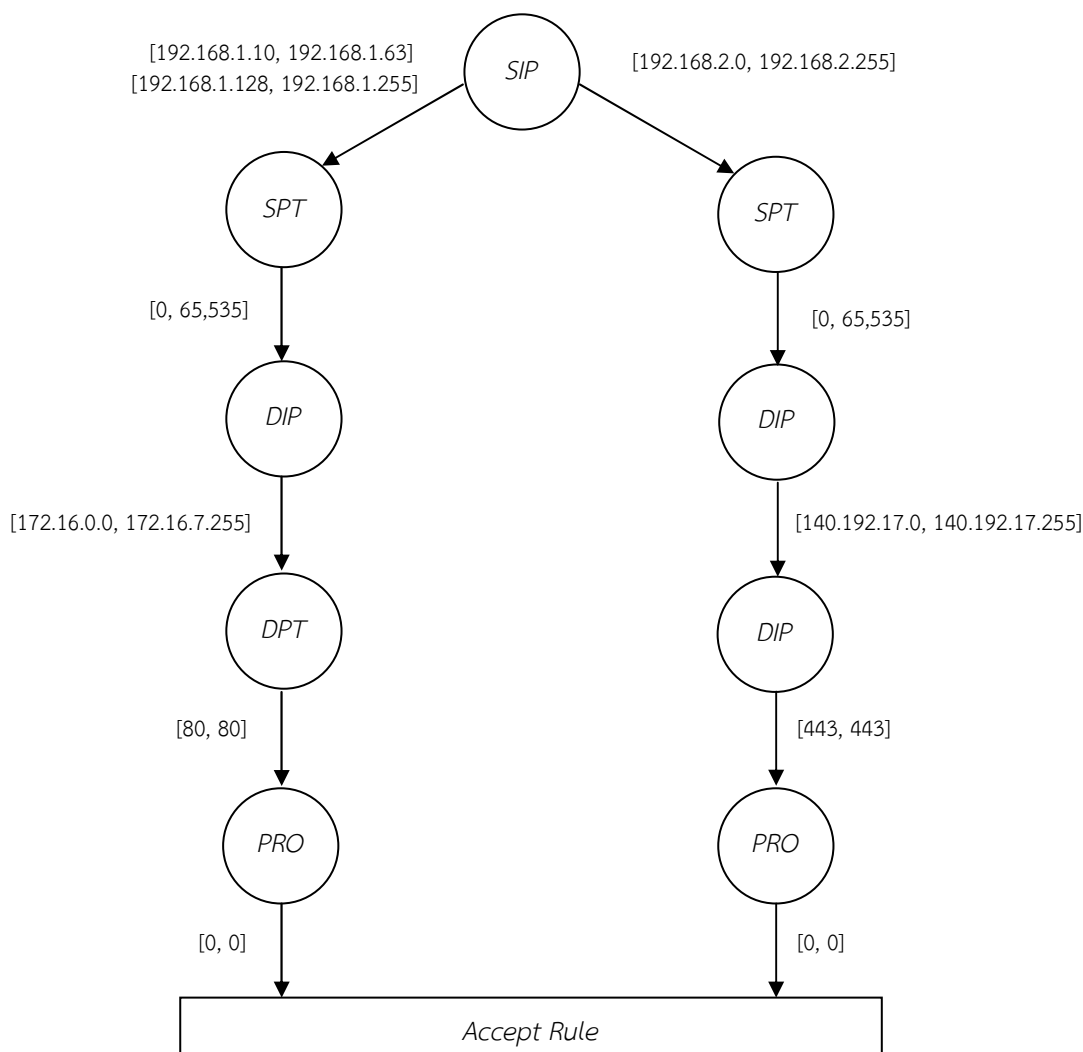 [192.168.1.10, 192.168.1.63]
[192.168.1.128, 192.168.1.255]
SIP
[192.168.2.0, 192.168.2.255]
SPT
SPT
[0, 65,535]
[0, 65,535]
DIP
DIP
[172.16.0.0, 172.16.7.255]
[140.192.17.0, 140.192.17.255]
DPT
DIP
[80, 80]
[443, 443]
PRO
PRO
[0, 0]
[0, 0]
Accept Rule